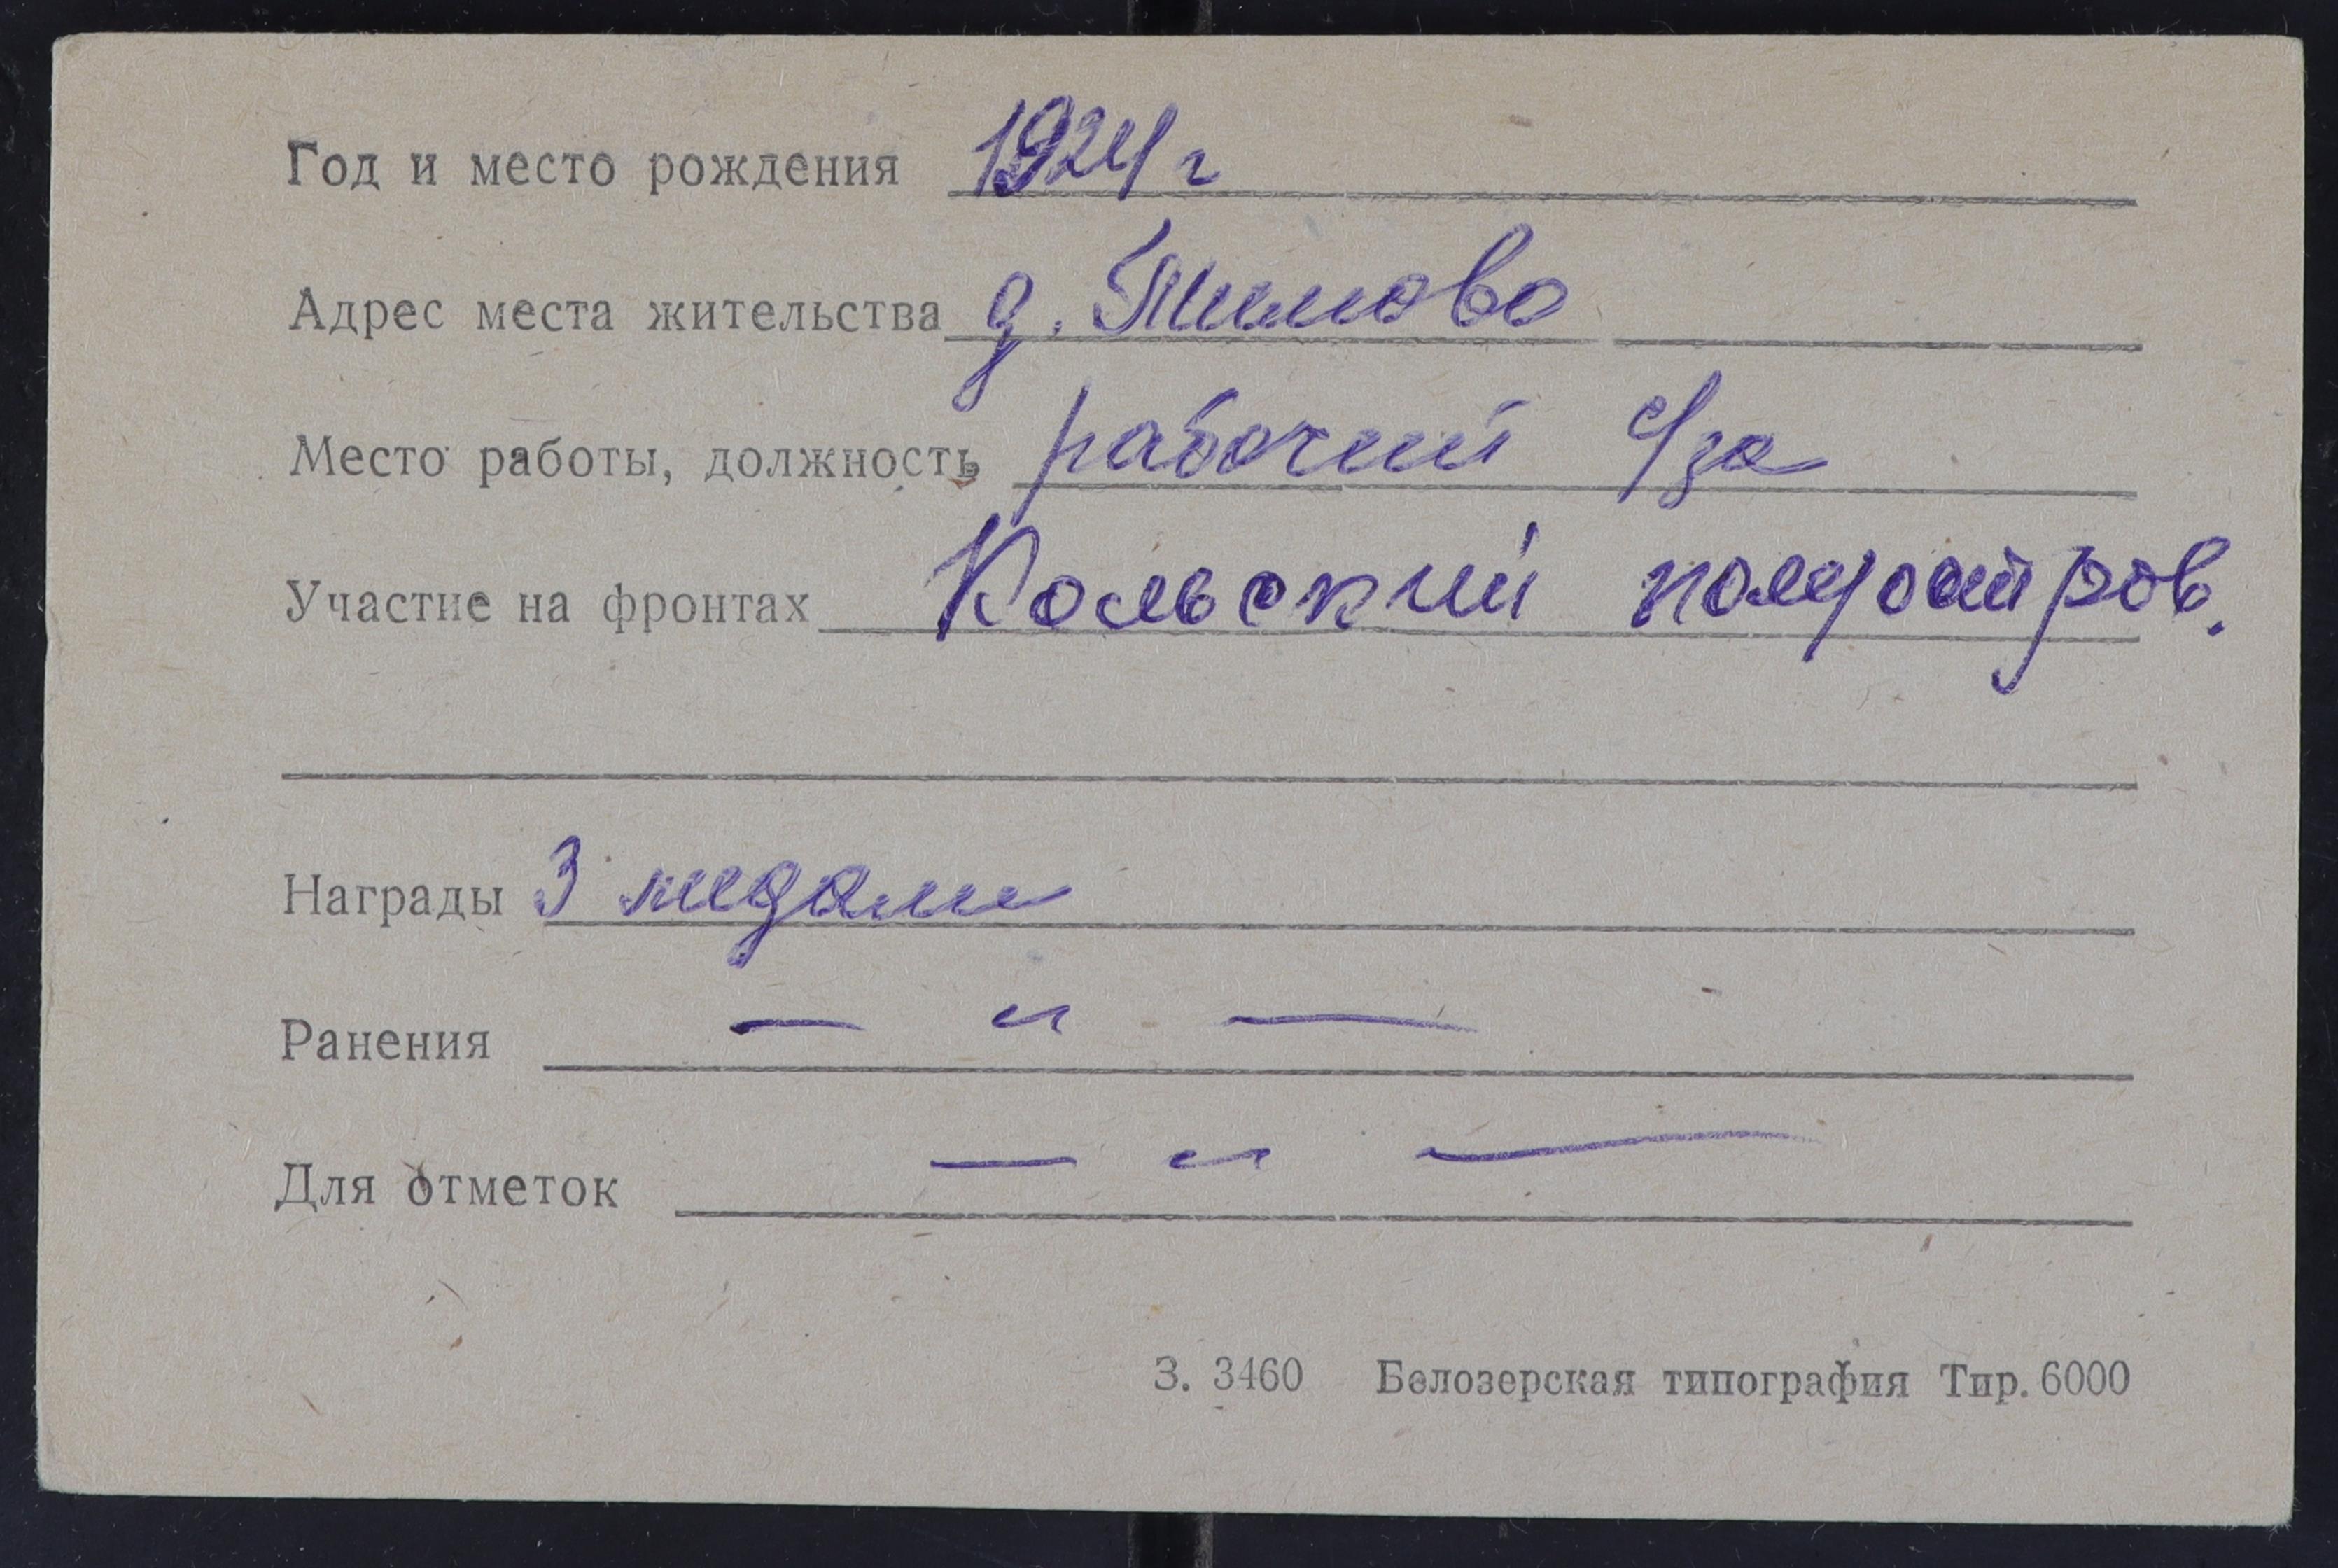 Год и место рождения 1924 г
Адрес места жительства д. Тимово
Место работы, должность рабочий с/за
Участие на фронтах Кольский полуостров.
Награды 3 медали
Ранения — " —
Для отметок — " —
З. 3460 Белозерская типография Тир. 6000